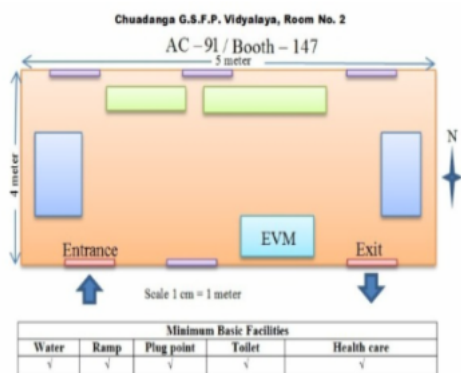 Chuadanga G.S.F.P. Vidyalaya, Room No. 2
AC – 91 / Booth – 147
5 meter
4 meter
N
EVM
Entrance
Exit
Scale 1 cm = 1 meter
Minimum Basic Facilities
Water Ramp Plug point Toilet Health care
√ √ √ √ √